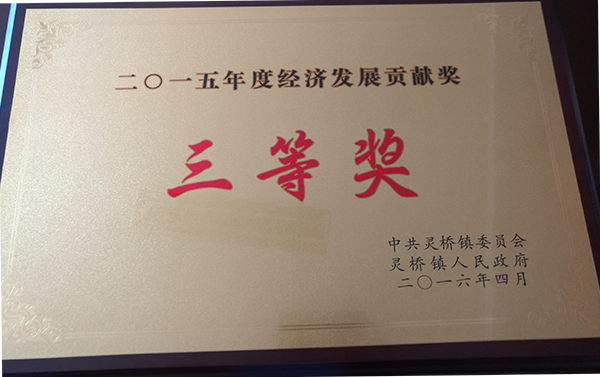 二〇一五年度经济发展贡献奖
三等奖
中共灵桥镇委员会
灵桥镇人民政府
二〇一六年四月